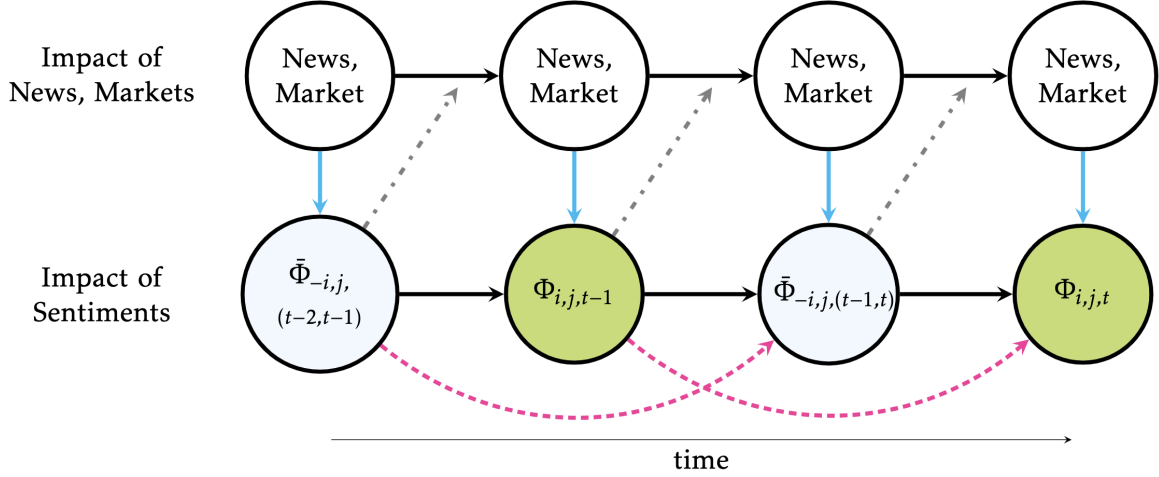 Impact of
News, Markets
News,
Market
News,
Market
News,
Market
News,
Market
Impact of
Sentiments
Φ̄₋ᵢ,ⱼ,
(t−2,t−1)
Φi,j,t−1
Φ̄−i,j,(t−1,t)
Φi,j,t
time